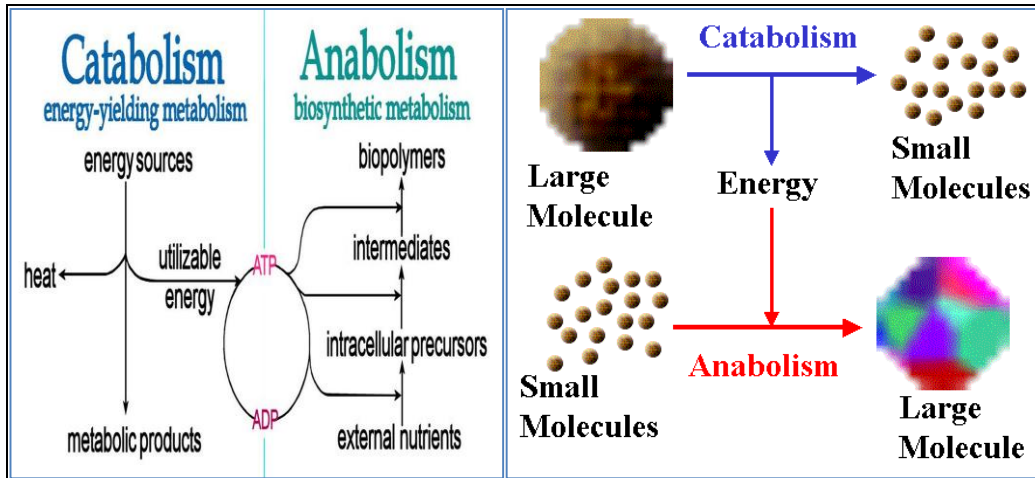 Catabolism
energy-yielding metabolism
energy sources
heat
utilizable
energy
metabolic products
ATP
ADP
Anabolism
biosynthetic metabolism
biopolymers
intermediates
intracellular precursors
external nutrients
Large
Molecule
Catabolism
Small
Molecules
Energy
Small
Molecules
Anabolism
Large
Molecule